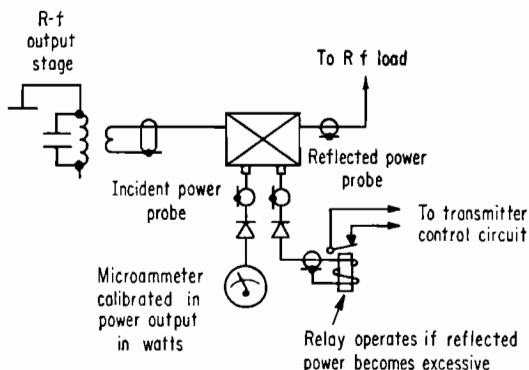 R-f
output
stage
To R f load
Reflected power
probe
Incident power
probe
To transmitter
control circuit
Microammeter
calibrated in
power output
in watts
Relay operates if reflected
power becomes excessive